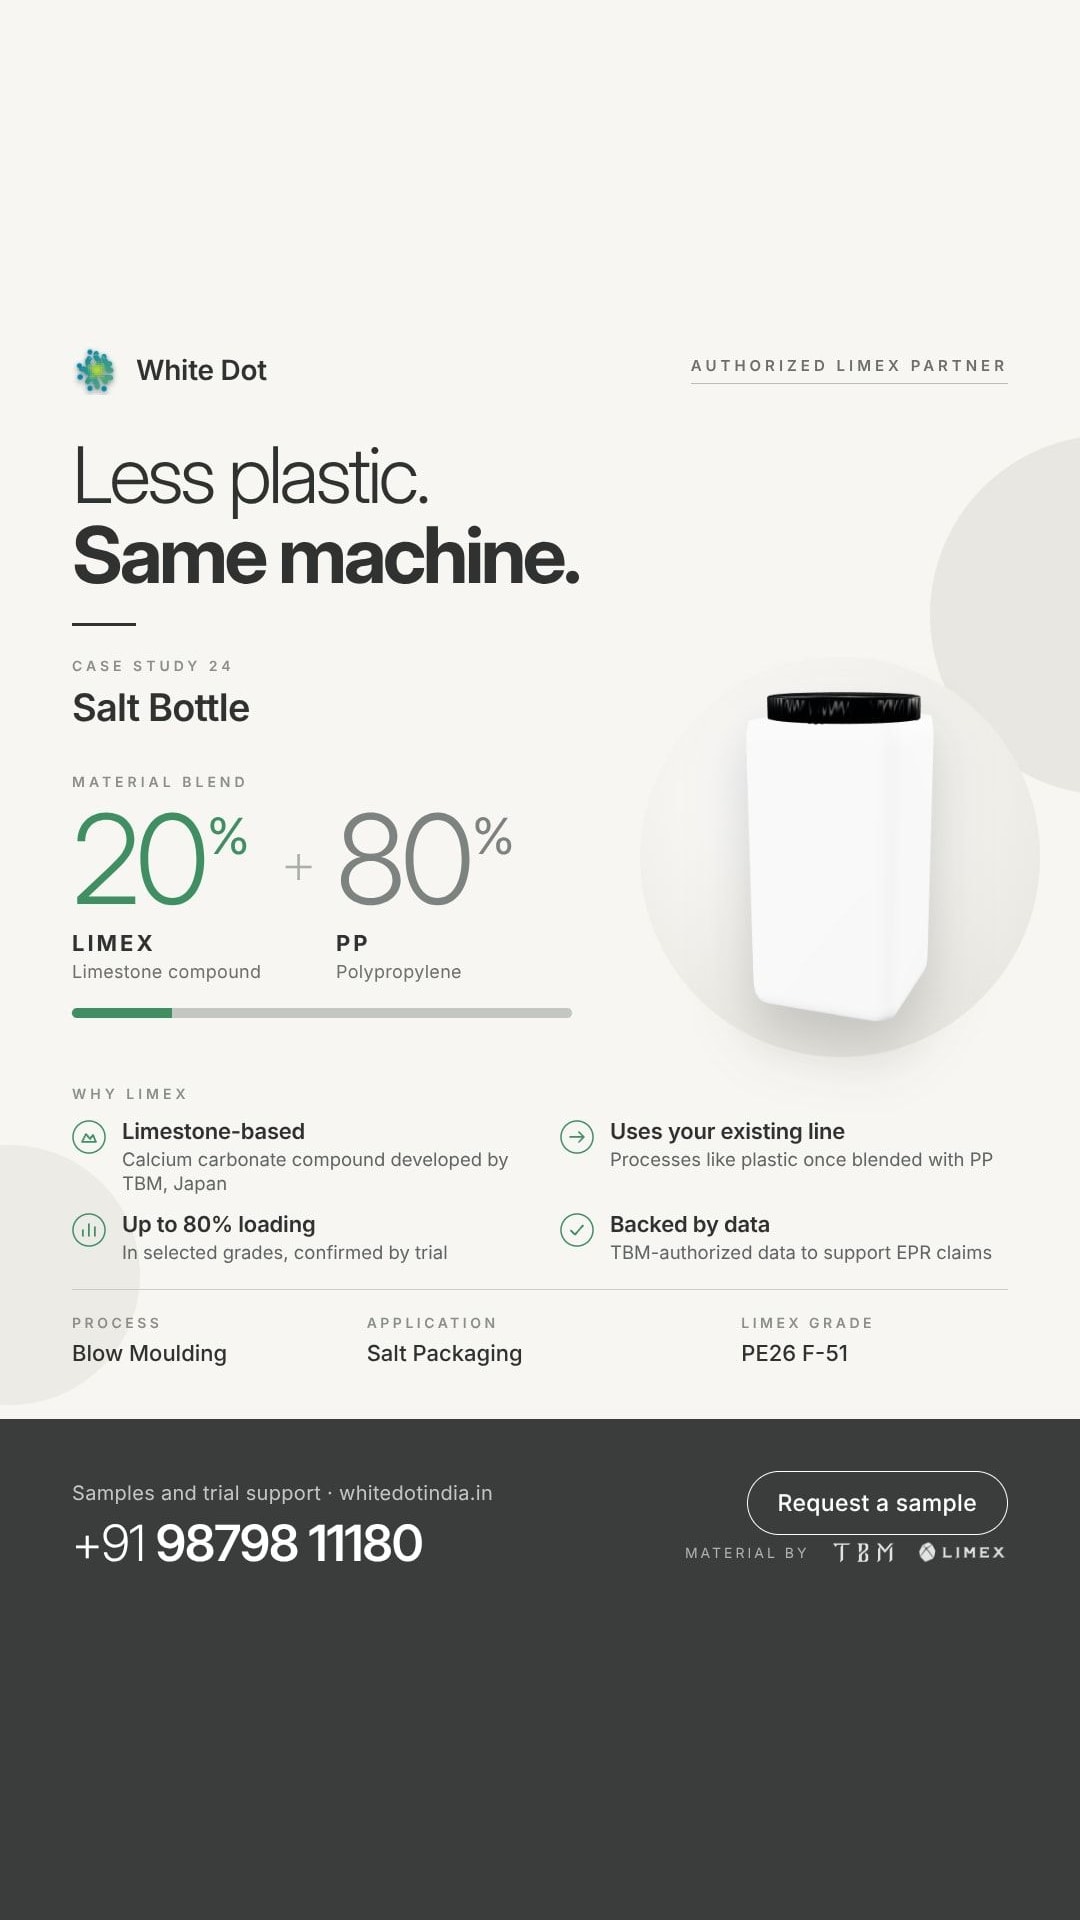 White Dot
AUTHORIZED LIMEX PARTNER
Less plastic.
Same machine.
CASE STUDY 24
Salt Bottle
MATERIAL BLEND
20% + 80%
LIMEX PP
Limestone compound Polypropylene
WHY LIMEX
Limestone-based
Calcium carbonate compound developed by
TBM, Japan
Uses your existing line
Processes like plastic once blended with PP
Up to 80% loading
In selected grades, confirmed by trial
Backed by data
TBM-authorized data to support EPR claims
PROCESS
Blow Moulding
APPLICATION
Salt Packaging
LIMEX GRADE
PE26 F-51
Samples and trial support · whitedotindia.in
+91 98798 11180
Request a sample
MATERIAL BY TBM LIMEX